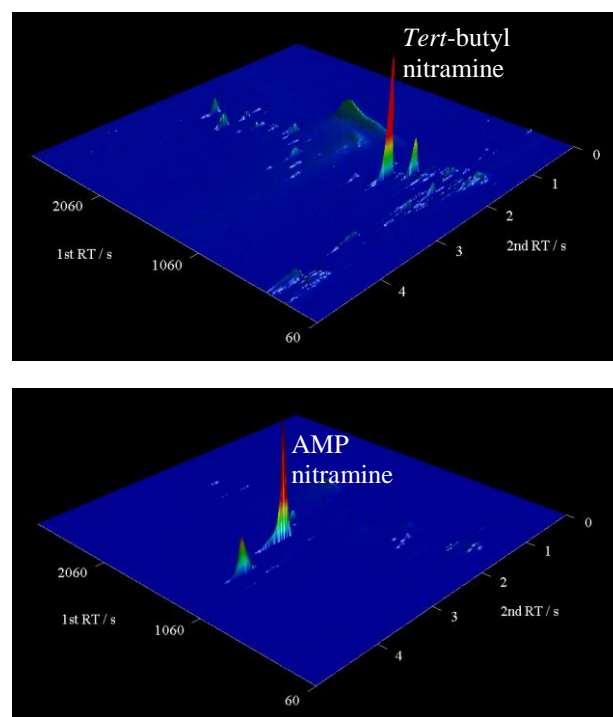 Tert-butyl
nitramine
0
1
2
3
4
2nd RT / s
2060
1st RT / s
1060
60
AMP
nitramine
0
1
2
3
4
2nd RT / s
2060
1st RT / s
1060
60